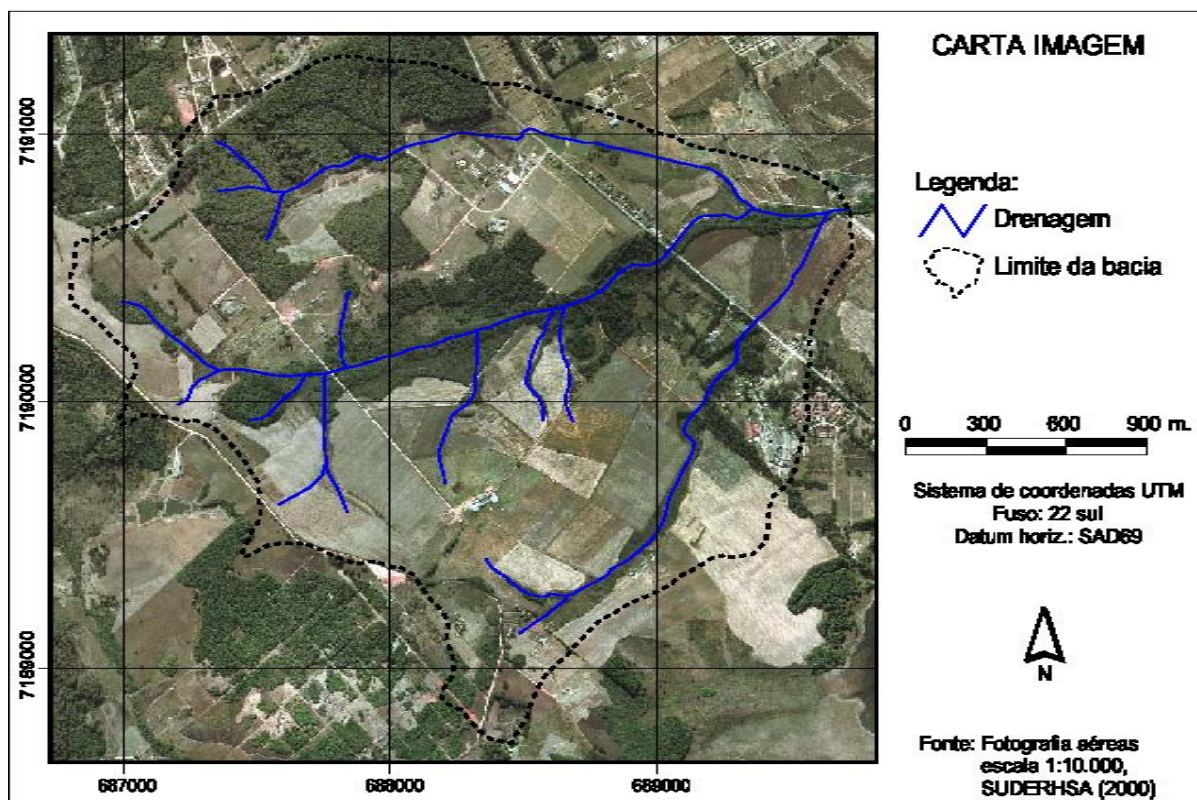 CARTA IMAGEM
7191000
7190000
7189000
687000
688000
689000
Legenda:
Drenagem
Limite da bacia
0 300 600 900 m.
Sistema de coordenadas UTM
Fuso: 22 sul
Datum horiz.: SAD69
N
Fonte: Fotografia aéreas
escala 1:10.000,
SUDERHSA (2000)